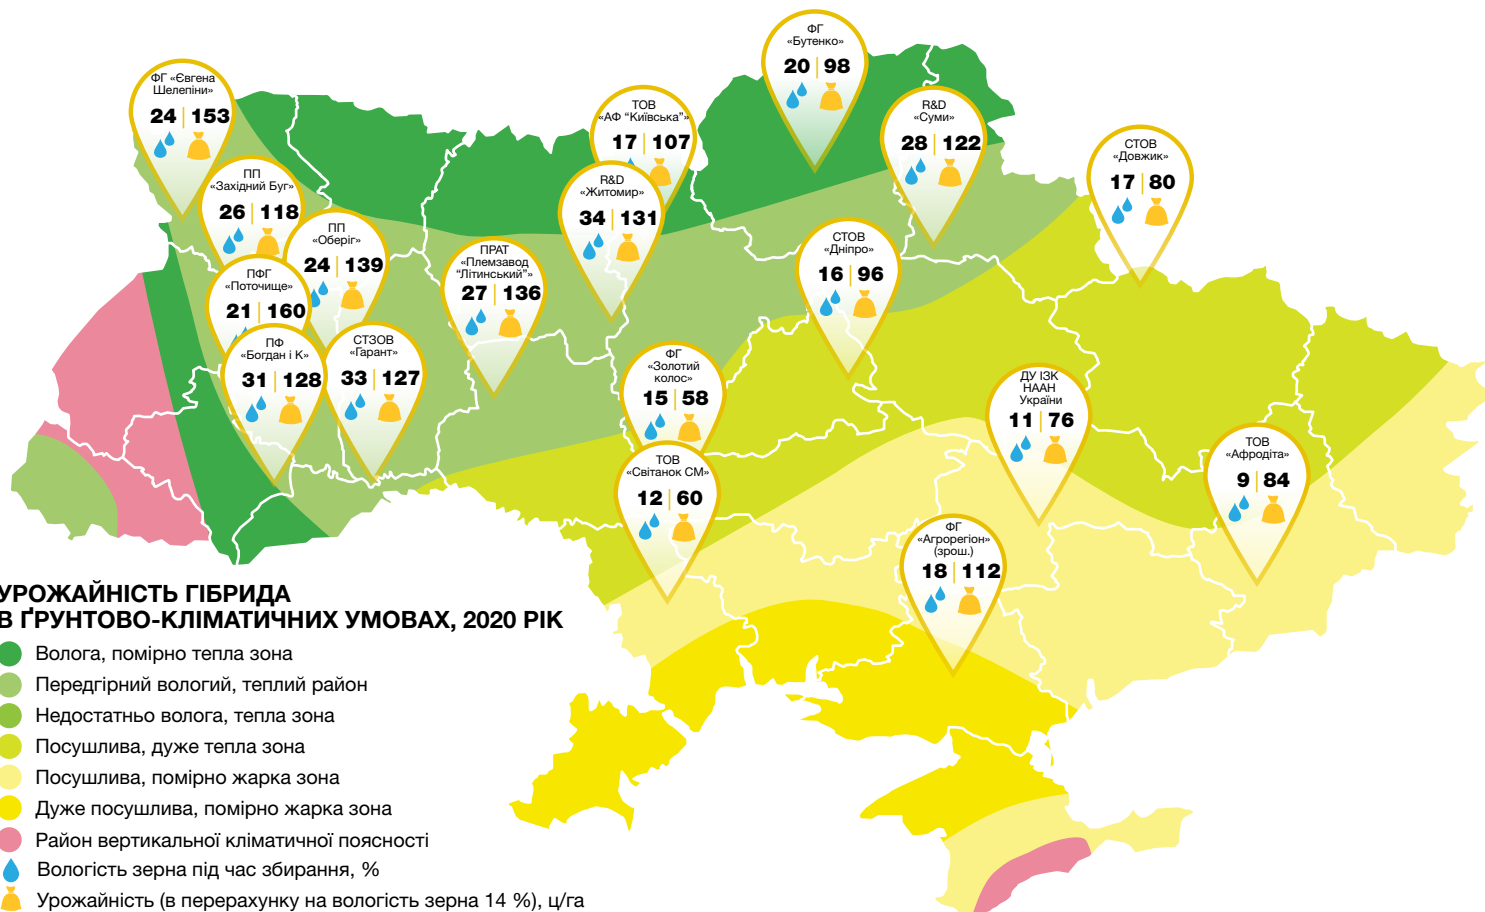 ФГ
«Бутенко»
20 | 98
ФГ «Євгена
Шелепіни»
24 | 153
ТОВ
«АФ “Київська”»
17 | 107
R&D
«Суми»
28 | 122
СТОВ
«Довжик»
17 | 80
ПП
«Західний Буг»
26 | 118
R&D
«Житомир»
34 | 131
ПП
«Оберіг»
24 | 139
ПРАТ
«Племзавод
“Літинський”»
27 | 136
СТОВ
«Дніпро»
16 | 96
ПФГ
«Поточище»
21 | 160
ПФ
«Богдан і К»
31 | 128
СТЗОВ
«Гарант»
33 | 127
ФГ
«Золотий
колос»
15 | 58
ДУ ІЗК
НААН
України
11 | 76
ТОВ
«Афродіта»
9 | 84
ТОВ
«Світанок СМ»
12 | 60
ФГ
«Агрорегіон»
(зрош.)
18 | 112
УРОЖАЙНІСТЬ ГІБРИДА
В ҐРУНТОВО-КЛІМАТИЧНИХ УМОВАХ, 2020 РІК
Волога, помірно тепла зона
Передгірний вологий, теплий район
Недостатньо волога, тепла зона
Посушлива, дуже тепла зона
Посушлива, помірно жарка зона
Дуже посушлива, помірно жарка зона
Район вертикальної кліматичної поясності
Вологість зерна під час збирання, %
Урожайність (в перерахунку на вологість зерна 14 %), ц/га